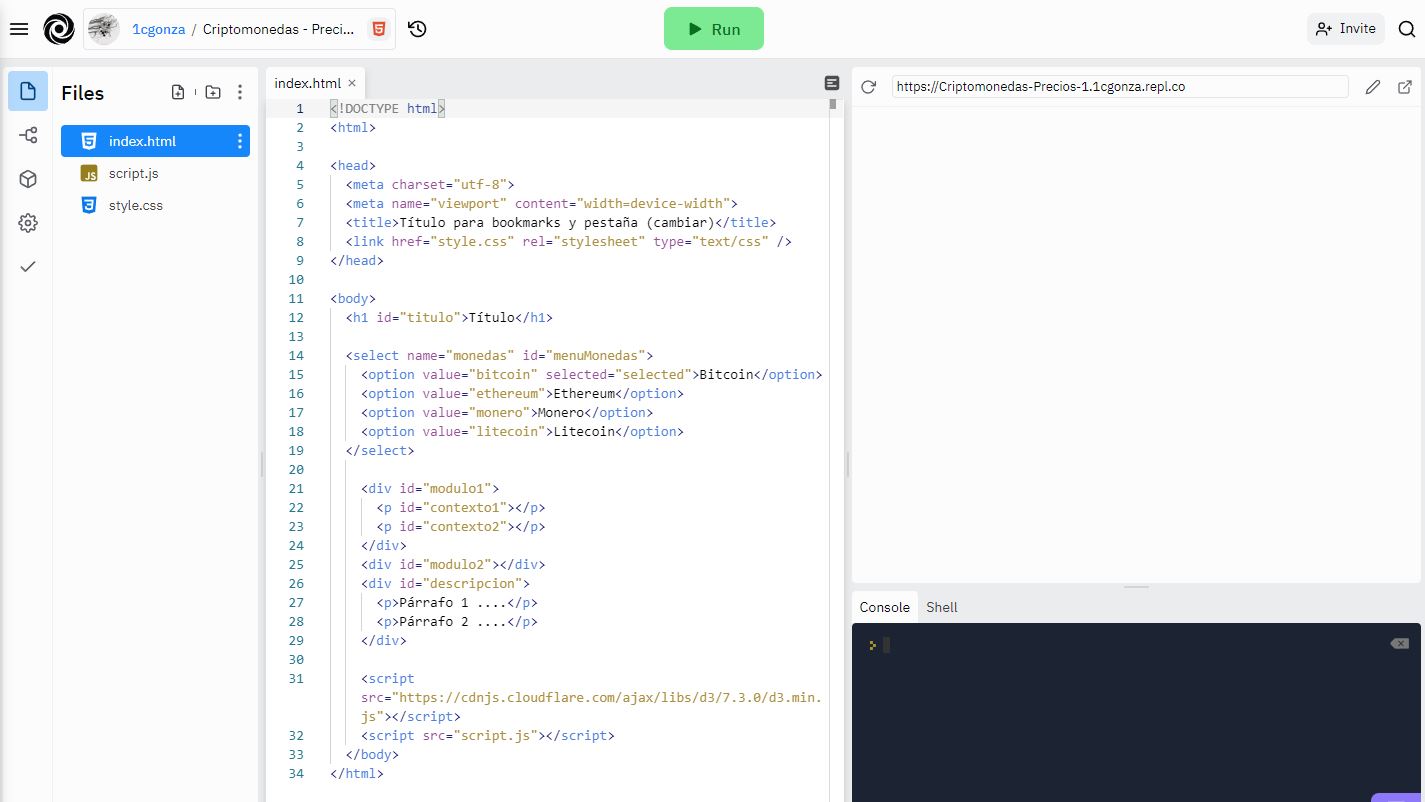 1cgonza / Criptomonedas - Preci...
Run
Invite
Files
index.html
script.js
style.css
index.html ×
1 <!DOCTYPE html>
2 <html>
3
4 <head>
5 <meta charset="utf-8">
6 <meta name="viewport" content="width=device-width">
7 <title>Título para bookmarks y pestaña (cambiar)</title>
8 <link href="style.css" rel="stylesheet" type="text/css" />
9 </head>
10
11 <body>
12 <h1 id="titulo">Título</h1>
13
14 <select name="monedas" id="menuMonedas">
15 <option value="bitcoin" selected="selected">Bitcoin</option>
16 <option value="ethereum">Ethereum</option>
17 <option value="monero">Monero</option>
18 <option value="litecoin">Litecoin</option>
19 </select>
20
21 <div id="modulo1">
22 <p id="contexto1"></p>
23 <p id="contexto2"></p>
24 </div>
25 <div id="modulo2"></div>
26 <div id="descripcion">
27 <p>Párrafo 1 ....</p>
28 <p>Párrafo 2 ....</p>
29 </div>
30
31 <script
src="https://cdnjs.cloudflare.com/ajax/libs/d3/7.3.0/d3.min.
js"></script>
32 <script src="script.js"></script>
33 </body>
34 </html>
https://Criptomonedas-Precios-1.1cgonza.repl.co
Console Shell